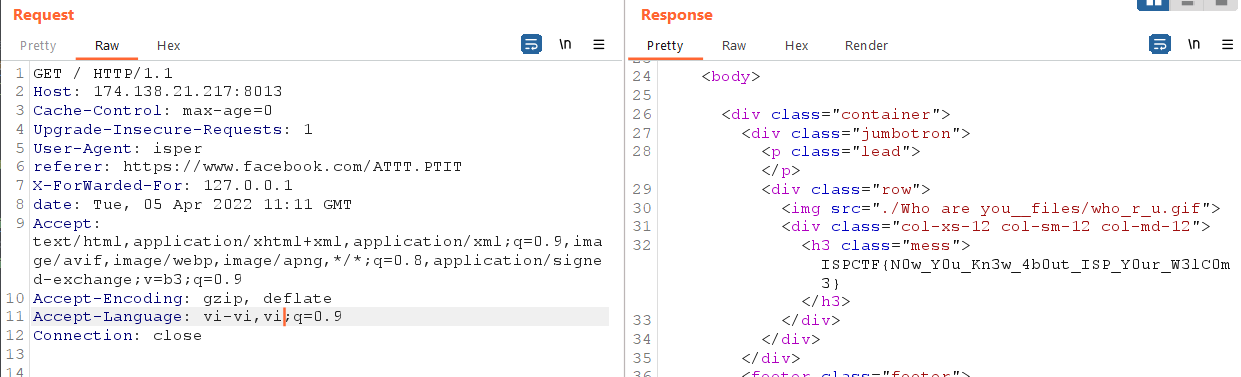 Request
Pretty Raw Hex \n
1 GET / HTTP/1.1
2 Host: 174.138.21.217:8013
3 Cache-Control: max-age=0
4 Upgrade-Insecure-Requests: 1
5 User-Agent: isper
6 referer: https://www.facebook.com/ATTT.PTIT
7 X-ForWarded-For: 127.0.0.1
8 date: Tue, 05 Apr 2022 11:11 GMT
9 Accept:
text/html,application/xhtml+xml,application/xml;q=0.9,ima
ge/avif,image/webp,image/apng,*/*;q=0.8,application/signe
d-exchange;v=b3;q=0.9
10 Accept-Encoding: gzip, deflate
11 Accept-Language: vi-vi,vi;q=0.9
12 Connection: close
13
14
Response
Pretty Raw Hex Render \n
24 <body>
25
26 <div class="container">
27 <div class="jumbotron">
28 <p class="lead">
</p>
29 <div class="row">
30 <img src="./Who are you__files/who_r_u.gif">
31 <div class="col-xs-12 col-sm-12 col-md-12">
32 <h3 class="mess">
ISPCTF{N0w_Y0u_Kn3w_4b0ut_ISP_Y0ur_W3lC0m
3}
</h3>
33 </div>
34 </div>
35 </div>
36 <footer class="footer">